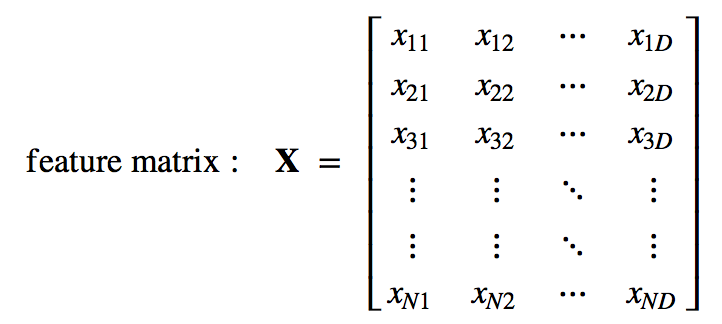 x₁₁ x₁₂ ⋯ x₁D
x₂₁ x₂₂ ⋯ x₂D
x₃₁ x₃₂ ⋯ x₃D
feature matrix : X =
⋮ ⋮ ⋱ ⋮
⋮ ⋮ ⋱ ⋮
xN1 xN2 ⋯ xND